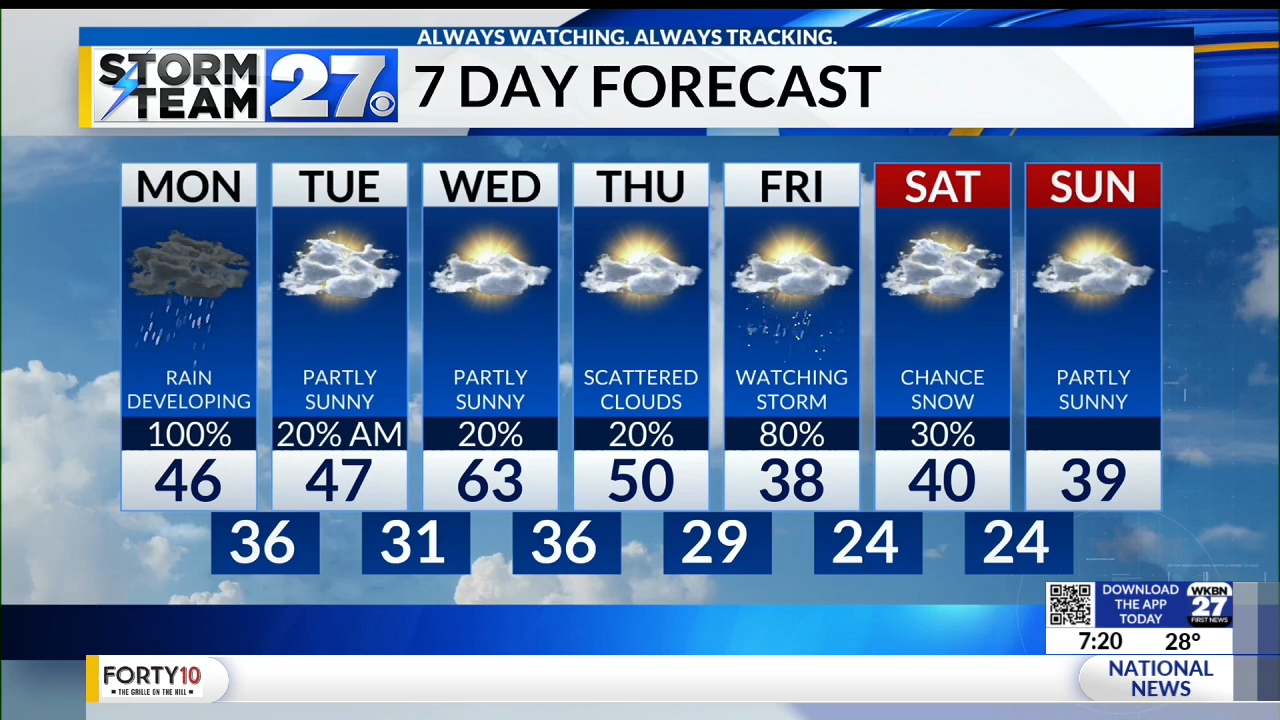 ALWAYS WATCHING. ALWAYS TRACKING.
STORM
TEAM
27
7 DAY FORECAST
MON TUE WED THU FRI SAT SUN
RAIN DEVELOPING
PARTLY SUNNY
PARTLY SUNNY
SCATTERED CLOUDS
WATCHING STORM
CHANCE SNOW
PARTLY SUNNY
100% 20% AM 20% 20% 80% 30%
46 47 63 50 38 40 39
36 31 36 29 24 24
DOWNLOAD
THE APP
TODAY
WKBN
27
FIRST NEWS
7:20 28°
FORTY10
THE GRILLE ON THE HILL
NATIONAL
NEWS